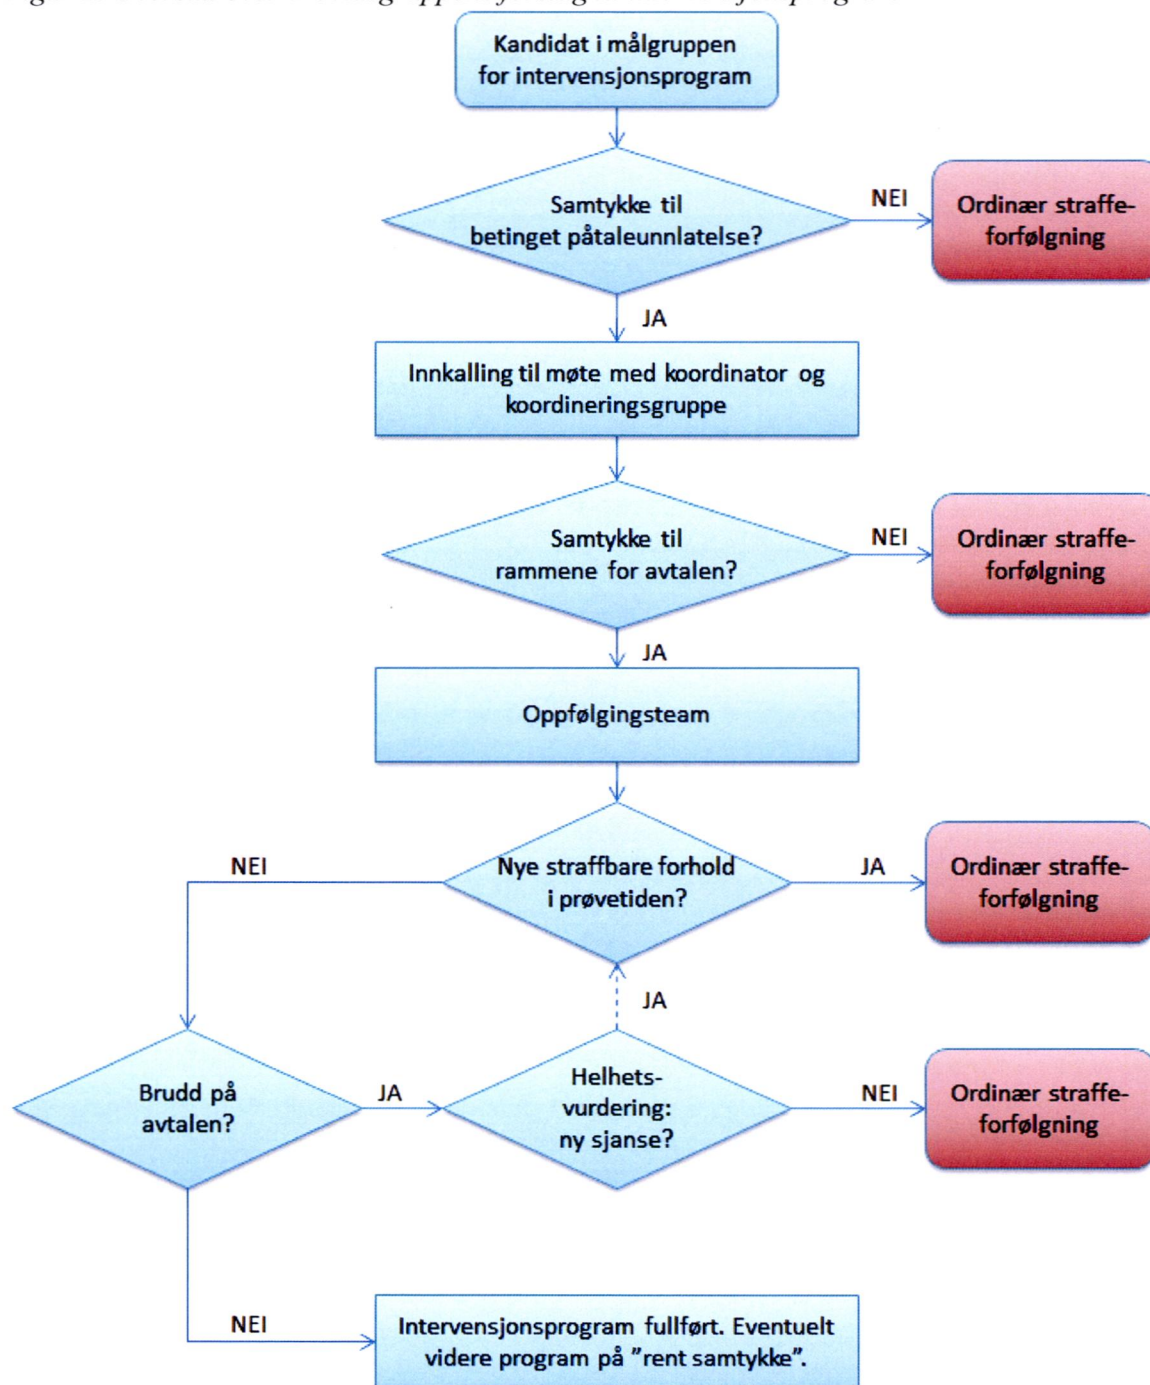 Kandidat i målgruppen
for intervensjonsprogram
Samtykke til
betinget påtaleunnlatelse?
NEI
Ordinær straffe-
forfølgning
JA
Innkalling til møte med koordinator og
koordineringsgruppe
Samtykke til
rammene for avtalen?
NEI
Ordinær straffe-
forfølgning
JA
Oppfølgingsteam
Nye straffbare forhold
i prøvetiden?
NEI
JA
Ordinær straffe-
forfølgning
JA
Brudd på
avtalen?
JA
Helhets-
vurdering:
ny sjanse?
NEI
Ordinær straffe-
forfølgning
NEI
Intervensjonsprogram fullført. Eventuelt
videre program på ”rent samtykke”.